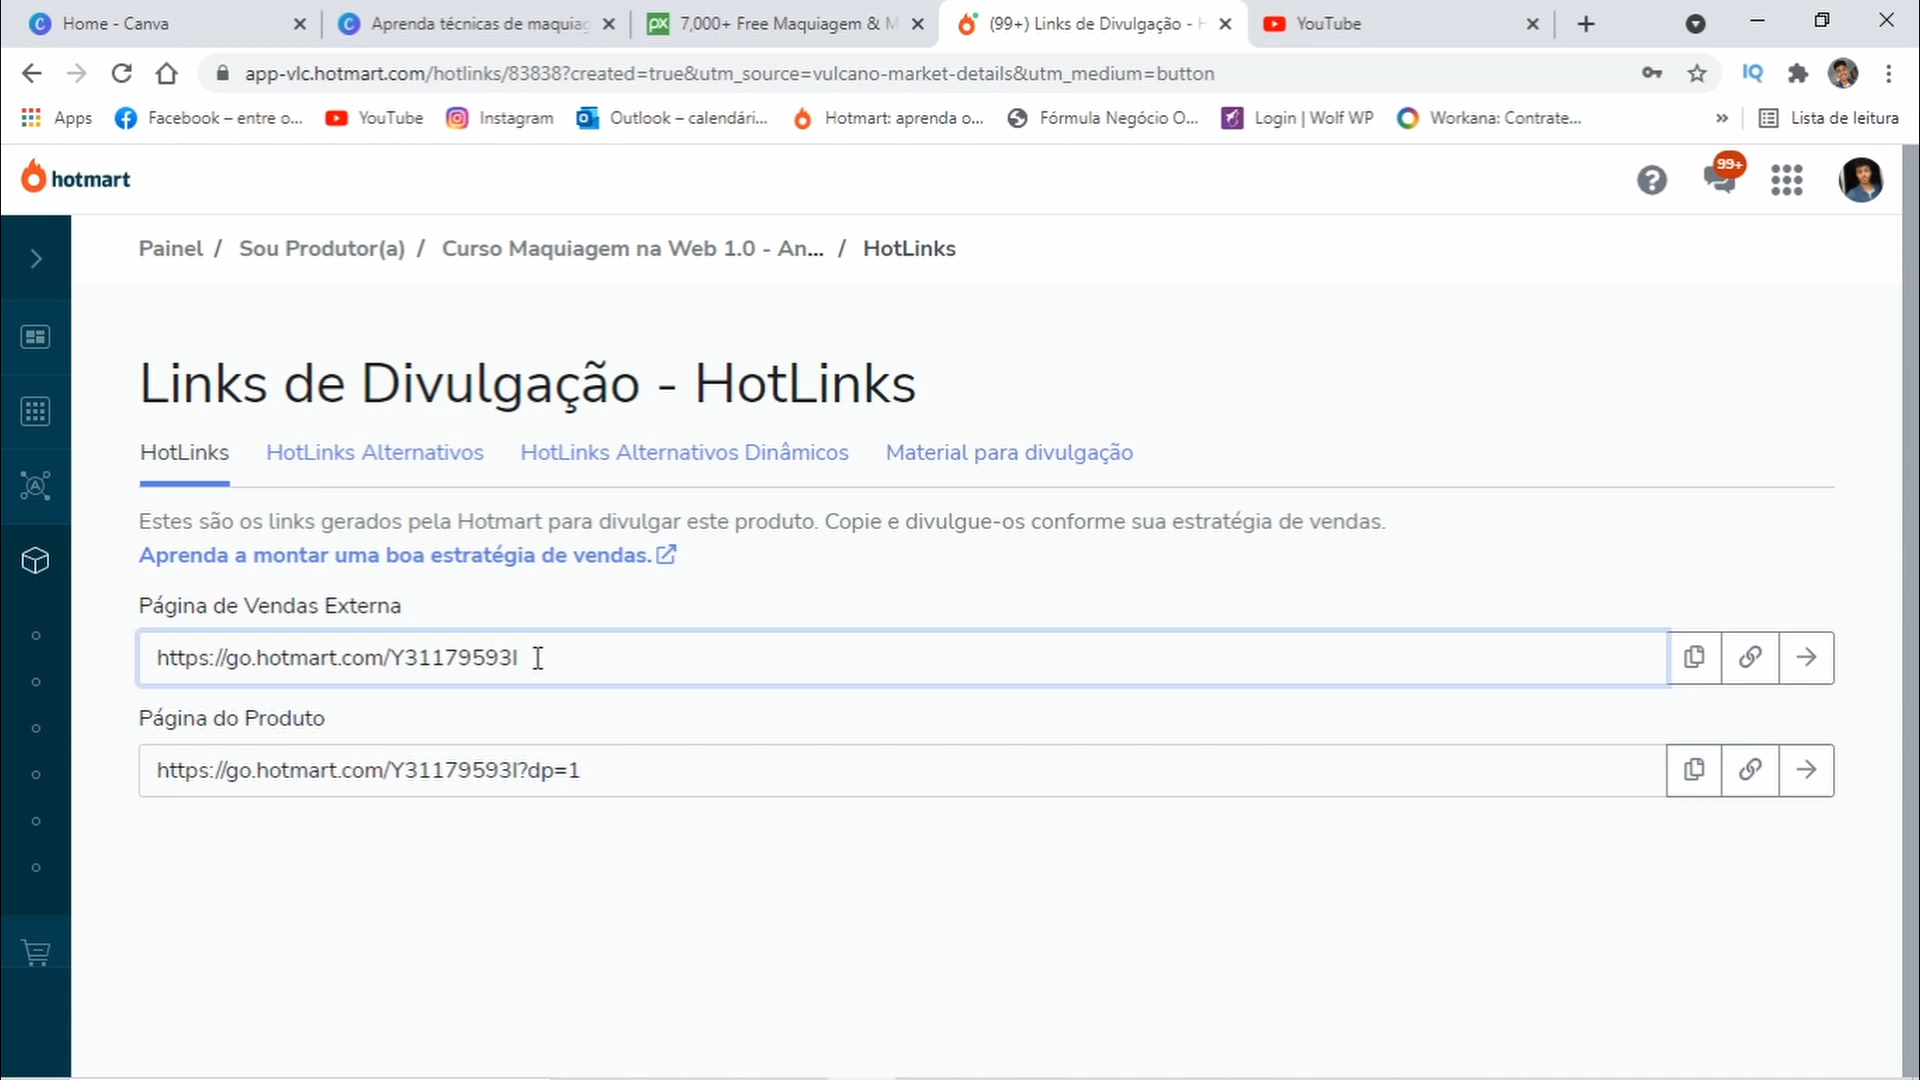 Home - Canva
Aprenda técnicas de maquiag
7,000+ Free Maquiagem & M
(99+) Links de Divulgação - H
YouTube
app-vlc.hotmart.com/hotlinks/83838?created=true&utm_source=vulcano-market-details&utm_medium=button
IQ
Apps
Facebook – entre o...
YouTube
Instagram
Outlook – calendári...
Hotmart: aprenda o...
Fórmula Negócio O...
Login | Wolf WP
Workana: Contrate...
»
Lista de leitura
hotmart
99+
Painel / Sou Produtor(a) / Curso Maquiagem na Web 1.0 - An... / HotLinks
Links de Divulgação - HotLinks
HotLinks
HotLinks Alternativos
HotLinks Alternativos Dinâmicos
Material para divulgação
Estes são os links gerados pela Hotmart para divulgar este produto. Copie e divulgue-os conforme sua estratégia de vendas.
Aprenda a montar uma boa estratégia de vendas.
Página de Vendas Externa
https://go.hotmart.com/Y31179593I
Página do Produto
https://go.hotmart.com/Y31179593I?dp=1